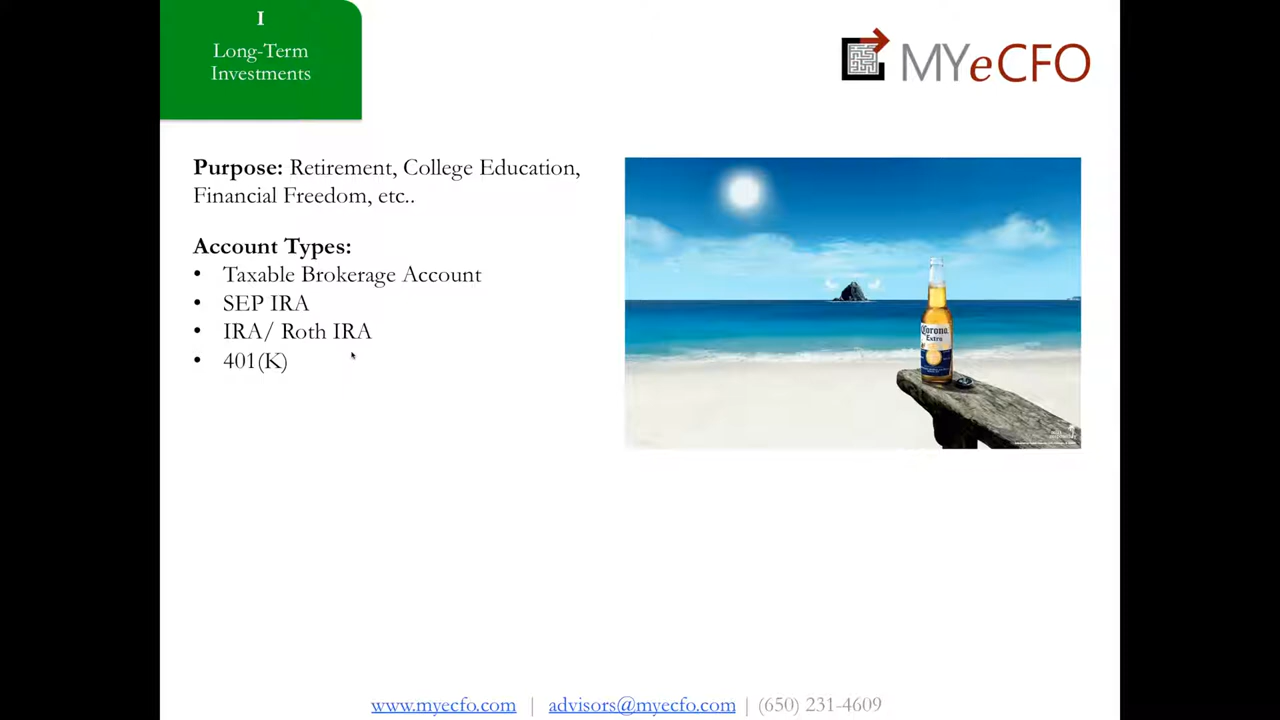 I
Long-Term
Investments
MYeCFO
Purpose: Retirement, College Education,
Financial Freedom, etc..
Account Types:
• Taxable Brokerage Account
• SEP IRA
• IRA/ Roth IRA
• 401(K)
Corona
Extra
www.myecfo.com | advisors@myecfo.com | (650) 231-4609